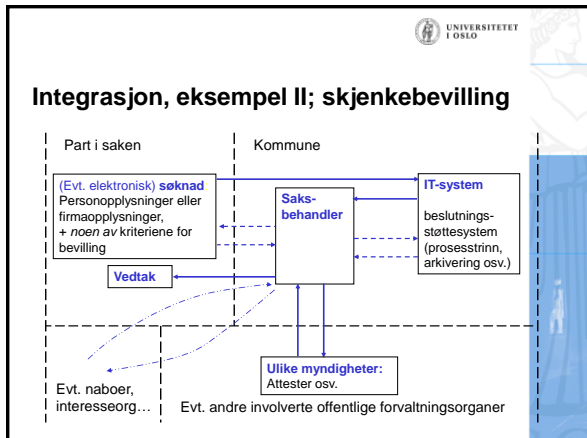 UNIVERSITETET
I OSLO
Integrasjon, eksempel II; skjenkebevilling
Part i saken
Kommune
(Evt. elektronisk) søknad
Personopplysninger eller
firmaopplysninger,
+ noen av kriteriene for
bevilling
Saks-
behandler
IT-system
beslutnings-
støttesystem
(prosesstrinn,
arkivering osv.)
Vedtak
Ulike myndigheter:
Attester osv.
Evt. naboer,
interesseorg…
Evt. andre involverte offentlige forvaltningsorganer